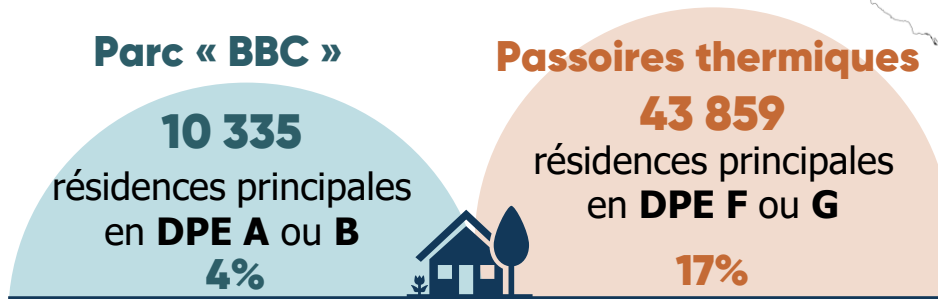 Parc « BBC »
10 335
résidences principales
en DPE A ou B
4%
Passoires thermiques
43 859
résidences principales
en DPE F ou G
17%